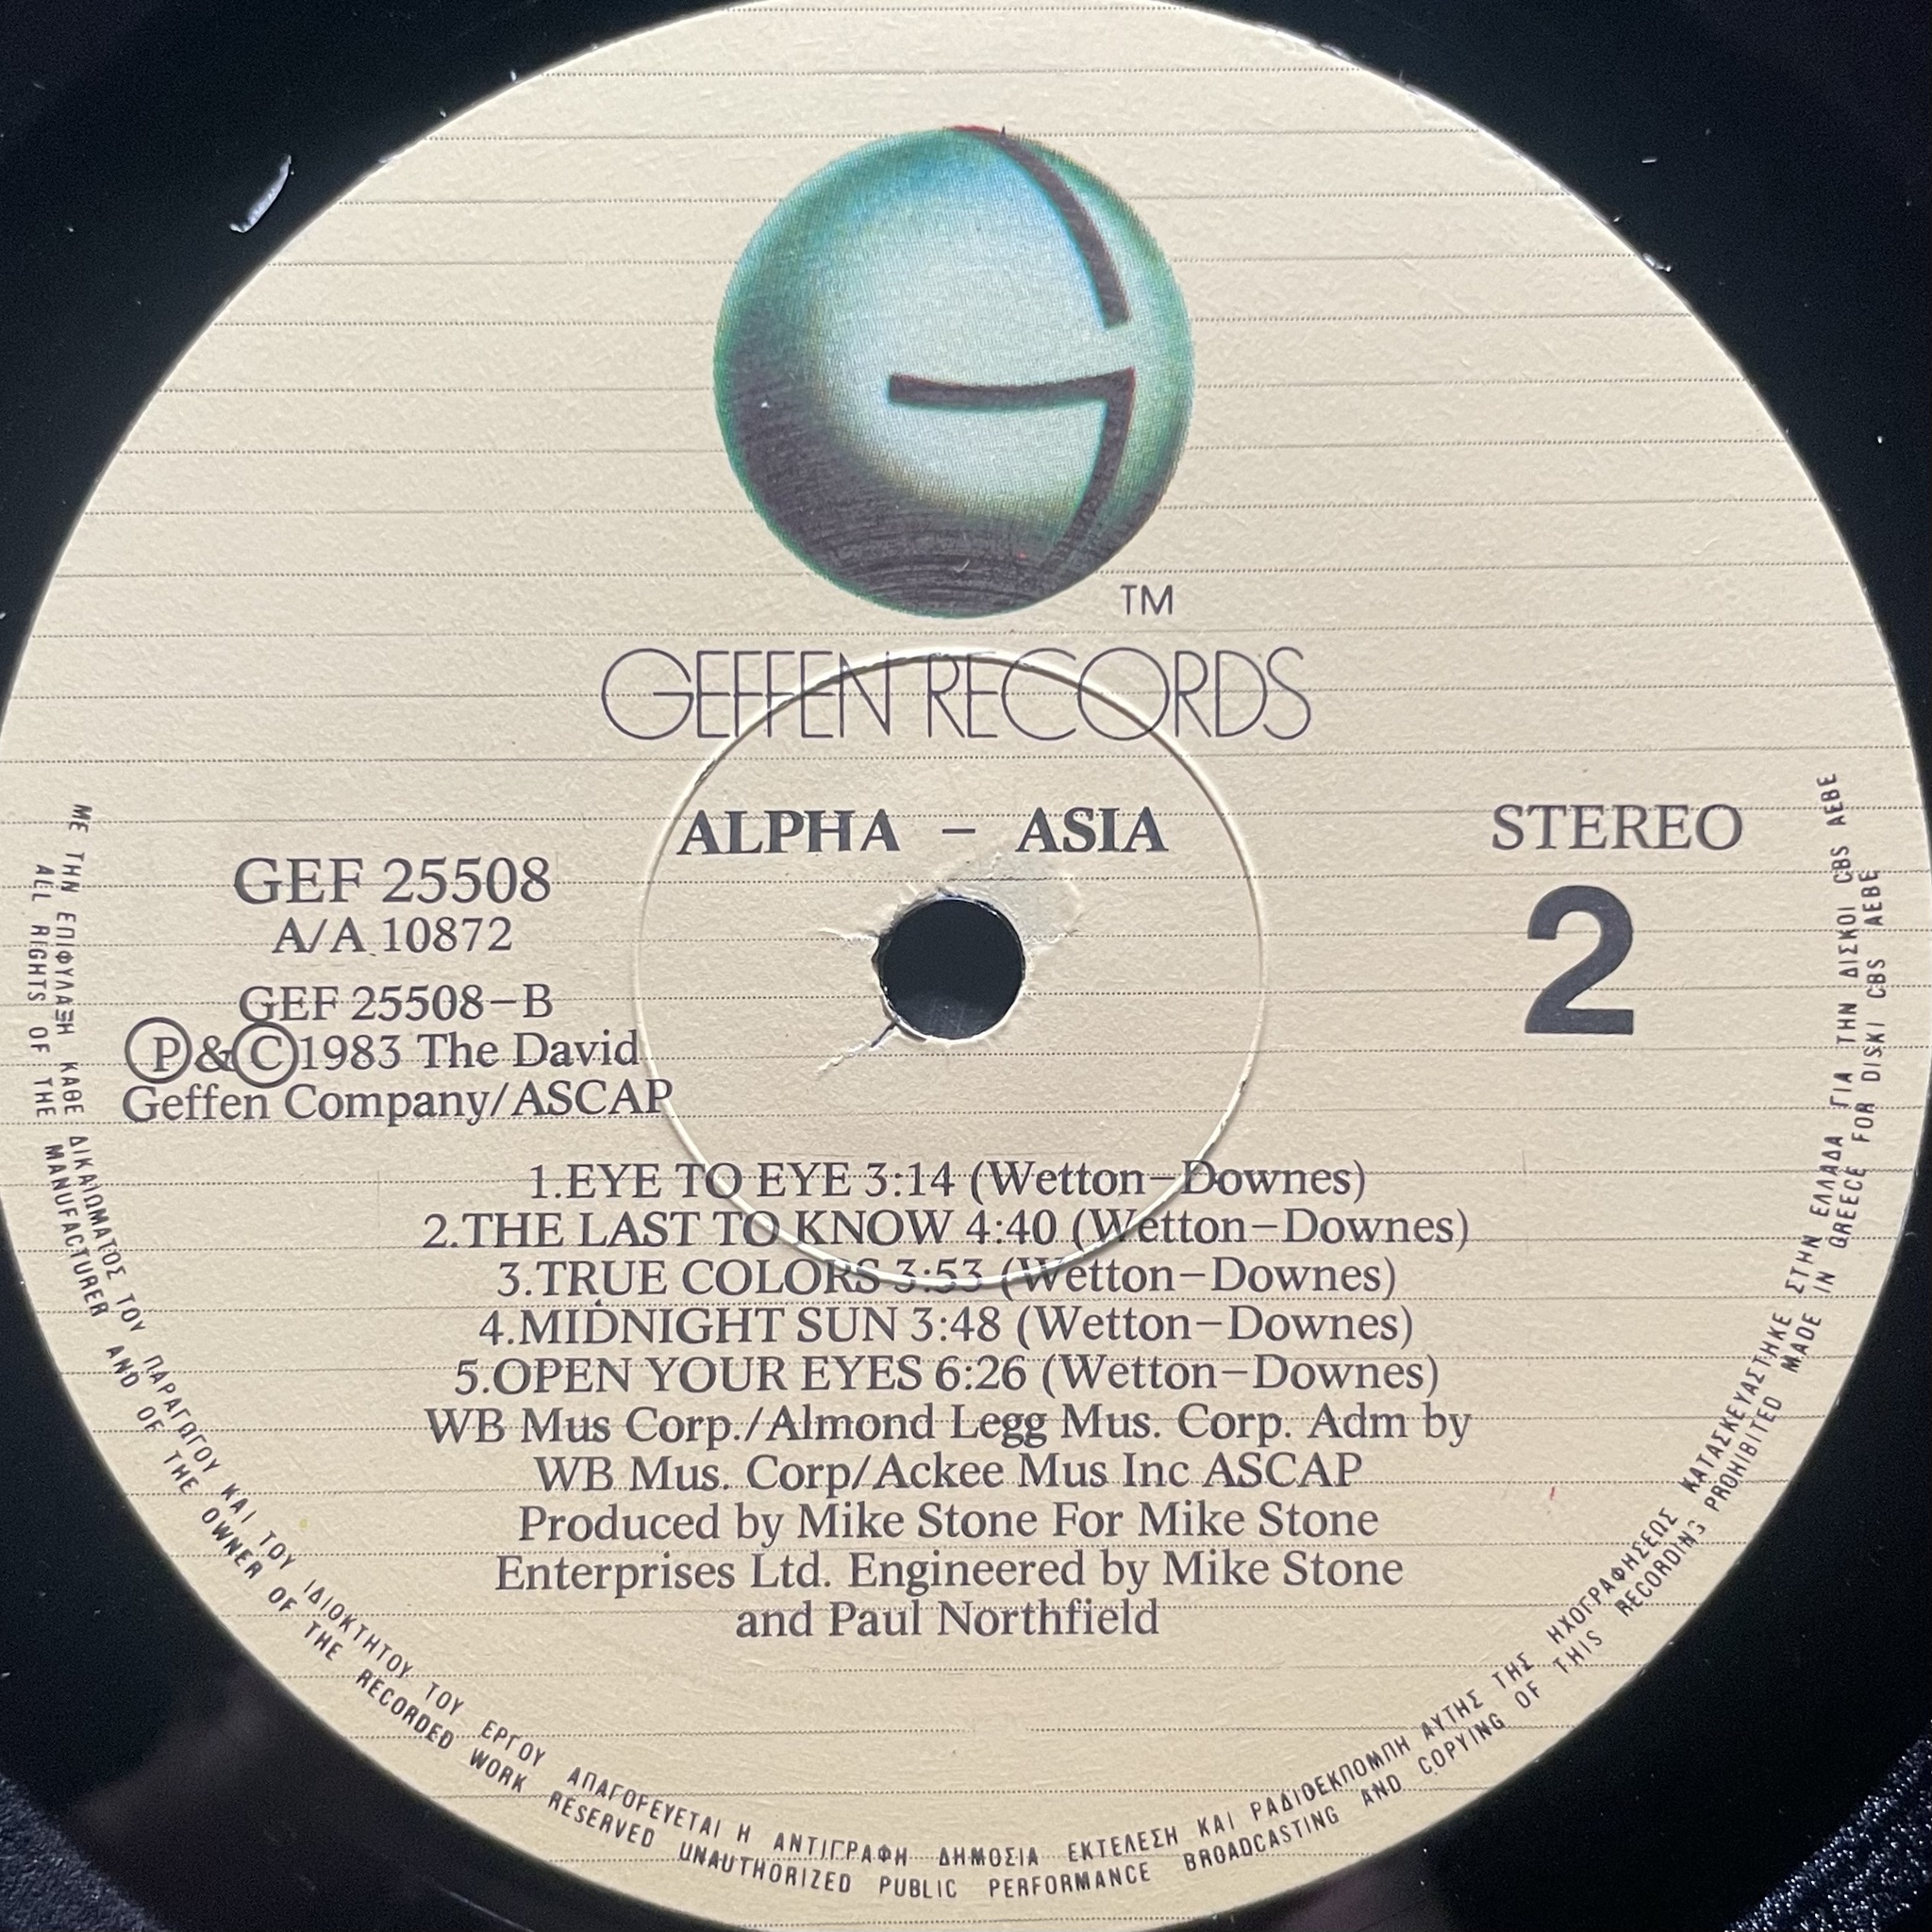 TM
GEFFEN RECORDS
ALPHA – ASIA
STEREO
2
GEF 25508
A/A 10872
GEF 25508–B
Ⓟ&Ⓒ1983 The David
Geffen Company/ASCAP
1.EYE TO EYE 3:14 (Wetton–Downes)
2.THE LAST TO KNOW 4:40 (Wetton–Downes)
3.TRUE COLORS 3:53 (Wetton–Downes)
4.MIDNIGHT SUN 3:48 (Wetton–Downes)
5.OPEN YOUR EYES 6:26 (Wetton–Downes)
WB Mus Corp./Almond Legg Mus. Corp. Adm by
WB Mus. Corp/Ackee Mus Inc ASCAP
Produced by Mike Stone For Mike Stone
Enterprises Ltd. Engineered by Mike Stone
and Paul Northfield
ΜΕ ΤΗΝ ΕΠΙΦΥΛΑΞΗ ΚΑΘΕ ΔΙΚΑΙΩΜΑΤΟΣ ΤΟΥ ΠΑΡΑΓΩΓΟΥ ΚΑΙ ΤΟΥ ΙΔΙΟΚΤΗΤΟΥ ΤΟΥ ΕΡΓΟΥ ΑΠΑΓΟΡΕΥΕΤΑΙ Η ΑΝΤΙΓΡΑΦΗ ΔΗΜΟΣΙΑ ΕΚΤΕΛΕΣΗ ΚΑΙ ΡΑΔΙΟΕΚΠΟΜΠΗ ΑΥΤΗΣ ΤΗΣ ΗΧΟΓΡΑΦΗΣΕΩΣ ΚΑΤΑΣΚΕΥΑΣΤΗΚΕ ΣΤΗΝ ΕΛΛΑΔΑ ΓΙΑ ΤΗΝ ΔΙΣΚΟΙ CBS ΑΕΒΕ
ALL RIGHTS OF THE MANUFACTURER AND OF THE OWNER OF THE RECORDED WORK RESERVED UNAUTHORIZED PUBLIC PERFORMANCE BROADCASTING AND COPYING OF THIS RECORDING PROHIBITED MADE IN GREECE FOR DISKI CBS AEBE